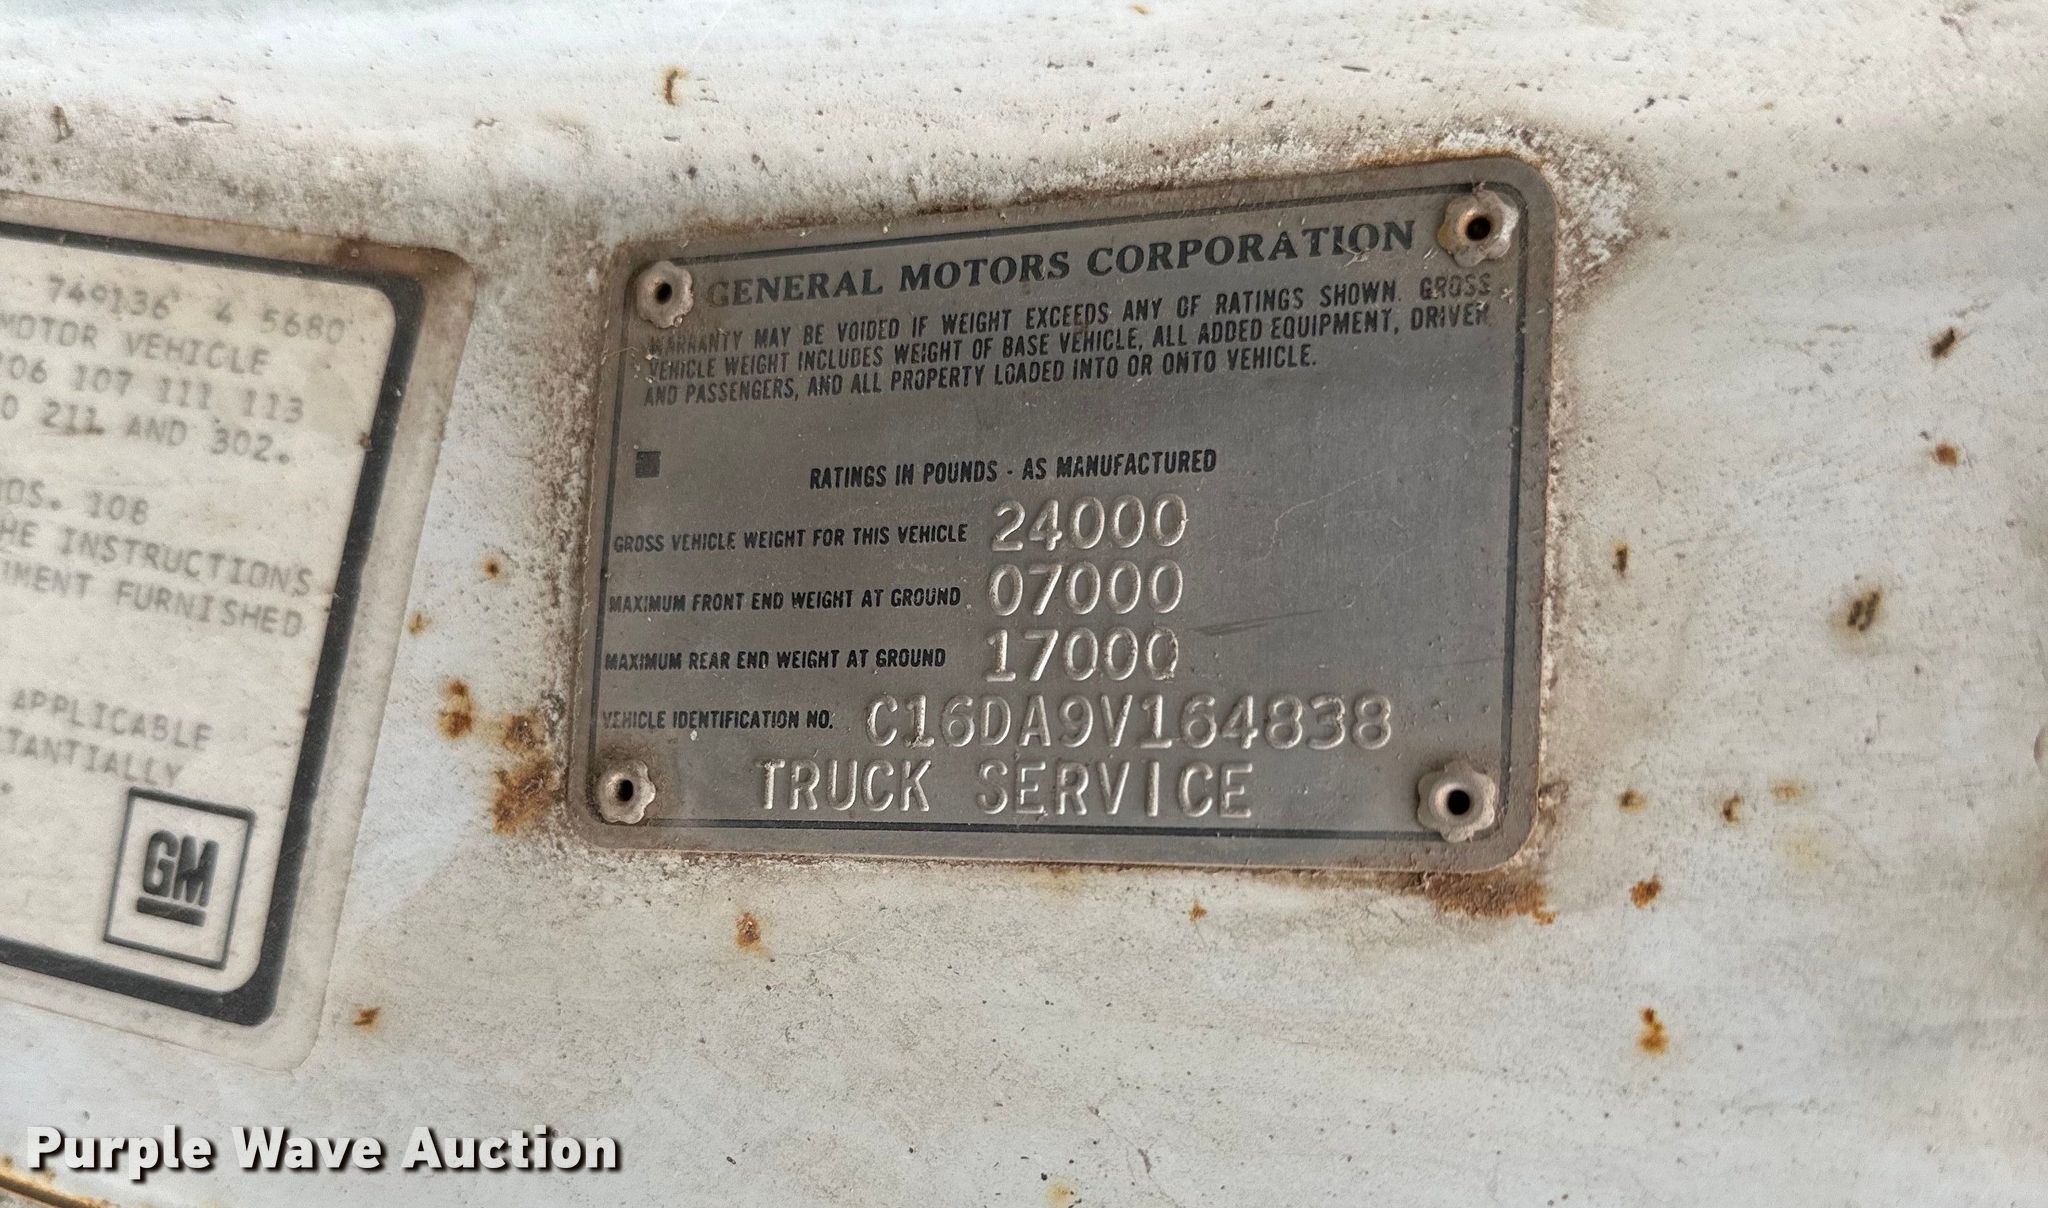 749136 4 5680
MOTOR VEHICLE
106 107 111 113
0 211 AND 302.
DS. 108
HE INSTRUCTIONS
MENT FURNISHED
APPLICABLE
TANTIALLY
GM
GENERAL MOTORS CORPORATION
WARRANTY MAY BE VOIDED IF WEIGHT EXCEEDS ANY OF RATINGS SHOWN. GROSS
VEHICLE WEIGHT INCLUDES WEIGHT OF BASE VEHICLE, ALL ADDED EQUIPMENT, DRIVER
AND PASSENGERS, AND ALL PROPERTY LOADED INTO OR ONTO VEHICLE.
RATINGS IN POUNDS - AS MANUFACTURED
GROSS VEHICLE WEIGHT FOR THIS VEHICLE 24000
MAXIMUM FRONT END WEIGHT AT GROUND 07000
MAXIMUM REAR END WEIGHT AT GROUND 17000
VEHICLE IDENTIFICATION NO. C16DA9V164838
TRUCK SERVICE
Purple Wave Auction